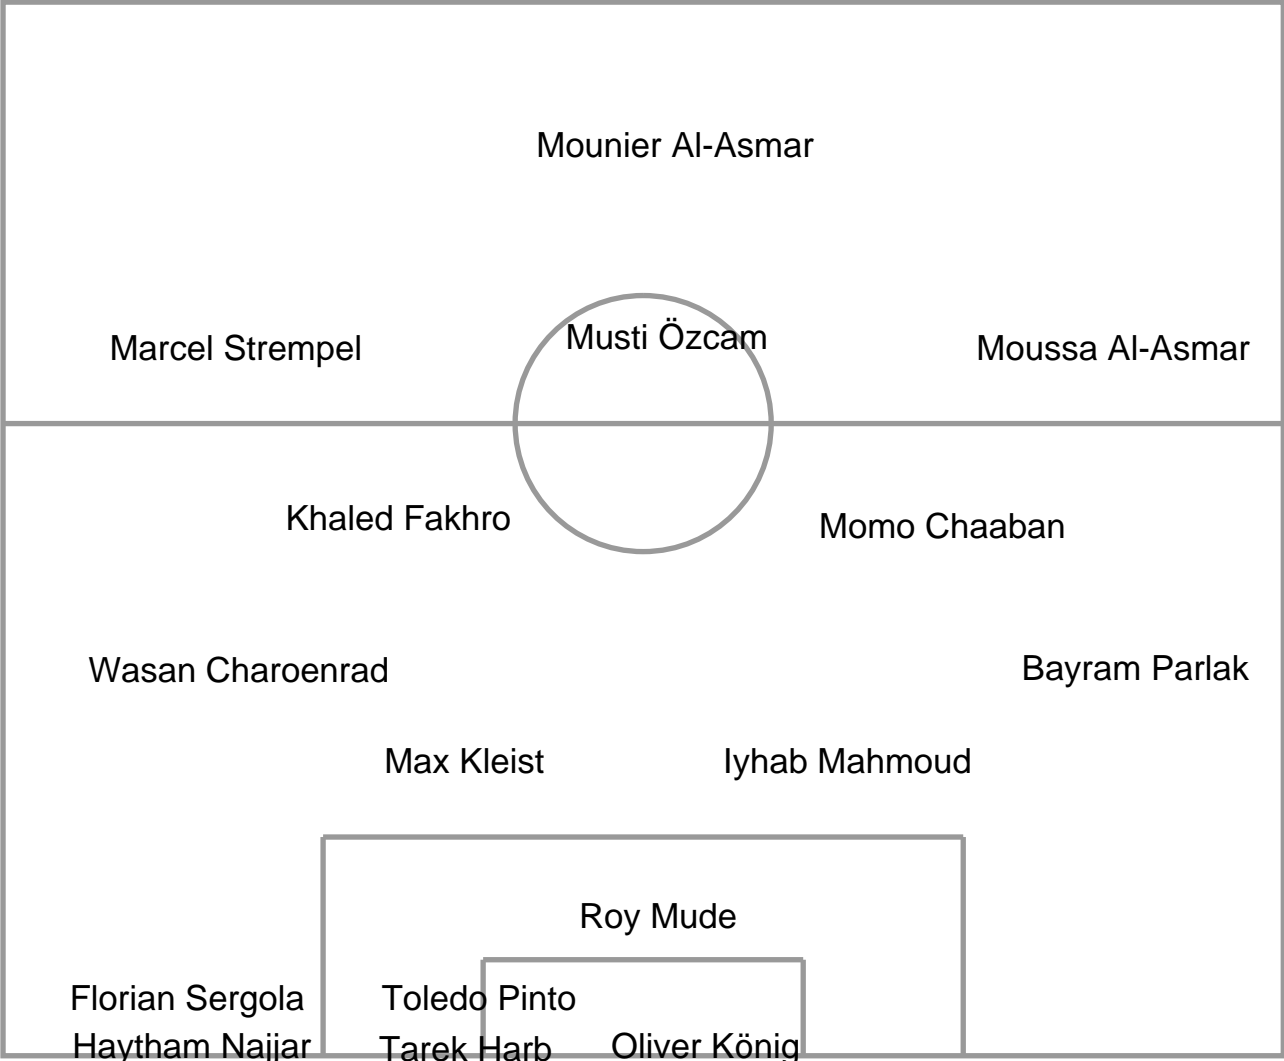 Mounier Al-Asmar
Marcel Strempel
Musti Özcam
Moussa Al-Asmar
Khaled Fakhro
Momo Chaaban
Wasan Charoenrad
Bayram Parlak
Max Kleist
Iyhab Mahmoud
Roy Mude
Florian Sergola
Toledo Pinto
Haytham Najjar
Tarek Harb
Oliver König